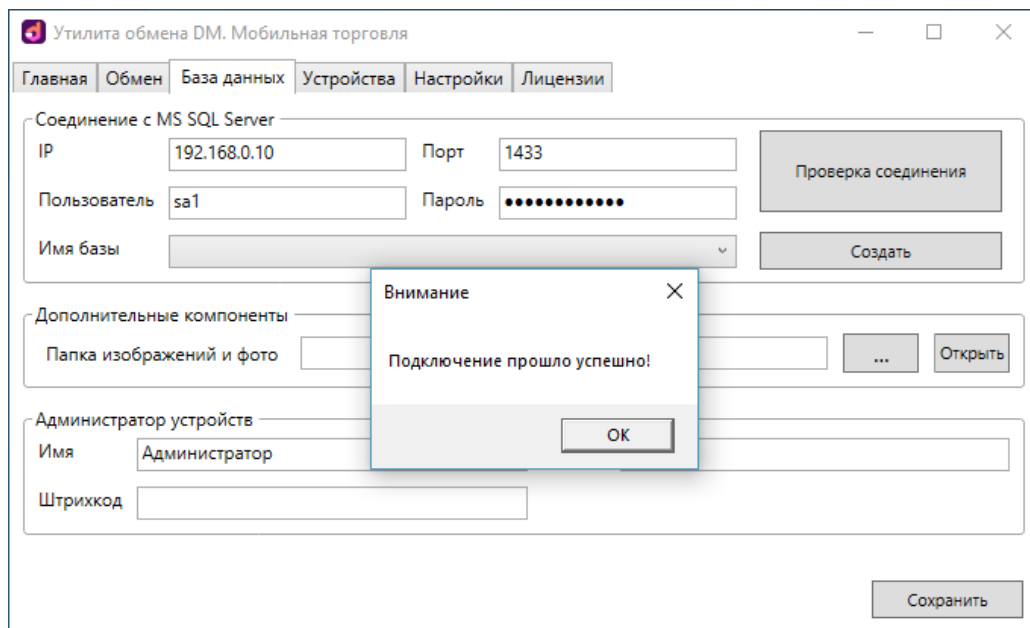 Утилита обмена DM. Мобильная торговля
Главная Обмен База данных Устройства Настройки Лицензии
Соединение с MS SQL Server
IP 192.168.0.10 Порт 1433 Проверка соединения
Пользователь sa1 Пароль ●●●●●●●●●●●●
Имя базы Создать
Внимание
Подключение прошло успешно!
OK
Дополнительные компоненты
Папка изображений и фото ... Открыть
Администратор устройств
Имя Администратор
Штрихкод
Сохранить